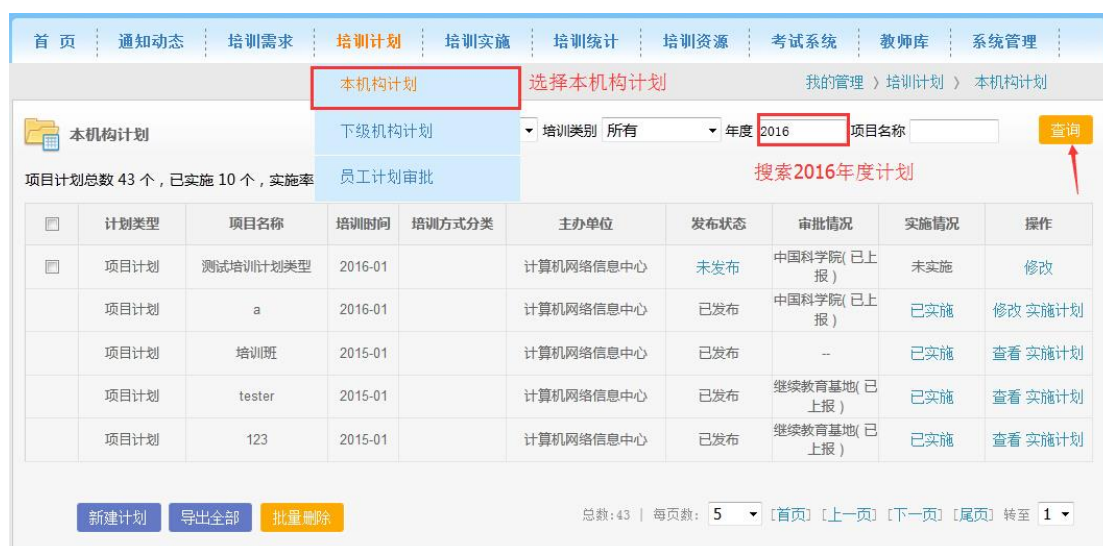 首 页 通知动态 培训需求 培训计划 培训实施 培训统计 培训资源 考试系统 教师库 系统管理
本机构计划 选择本机构计划 我的管理 〉培训计划 〉 本机构计划
本机构计划 下级机构计划 培训类别 所有 年度 2016 项目名称 查询
搜索2016年度计划
项目计划总数 43 个，已实施 10 个，实施率 员工计划审批
计划类型 项目名称 培训时间 培训方式分类 主办单位 发布状态 审批情况 实施情况 操作
项目计划 测试培训计划类型 2016-01 计算机网络信息中心 未发布 中国科学院( 已上报 ) 未实施 修改
项目计划 a 2016-01 计算机网络信息中心 已发布 中国科学院( 已上报 ) 已实施 修改 实施计划
项目计划 培训班 2015-01 计算机网络信息中心 已发布 -- 已实施 查看 实施计划
项目计划 tester 2015-01 计算机网络信息中心 已发布 继续教育基地( 已上报 ) 已实施 查看 实施计划
项目计划 123 2015-01 计算机网络信息中心 已发布 继续教育基地( 已上报 ) 已实施 查看 实施计划
新建计划 导出全部 批量删除 总数:43 | 每页数: 5 [首页] [上一页] [下一页] [尾页] 转至 1